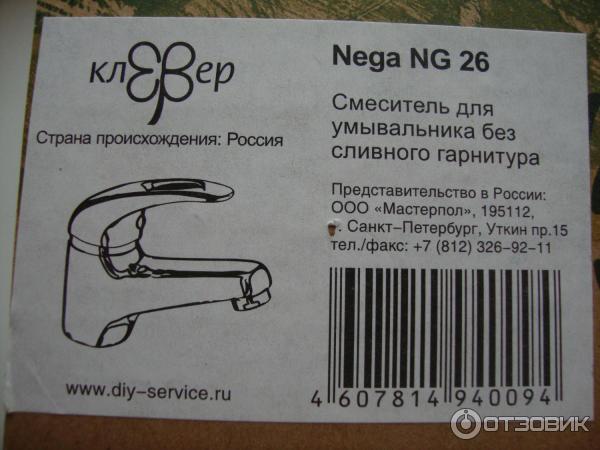 клевер
Страна происхождения: Россия
www.diy-service.ru
Nega NG 26
Смеситель для
умывальника без
сливного гарнитура
Представительство в России:
ООО «Мастерпол», 195112,
. Санкт-Петербург, Уткин пр.15
тел./факс: +7 (812) 326-92-11
4 607814 940094
ОТЗОВИК